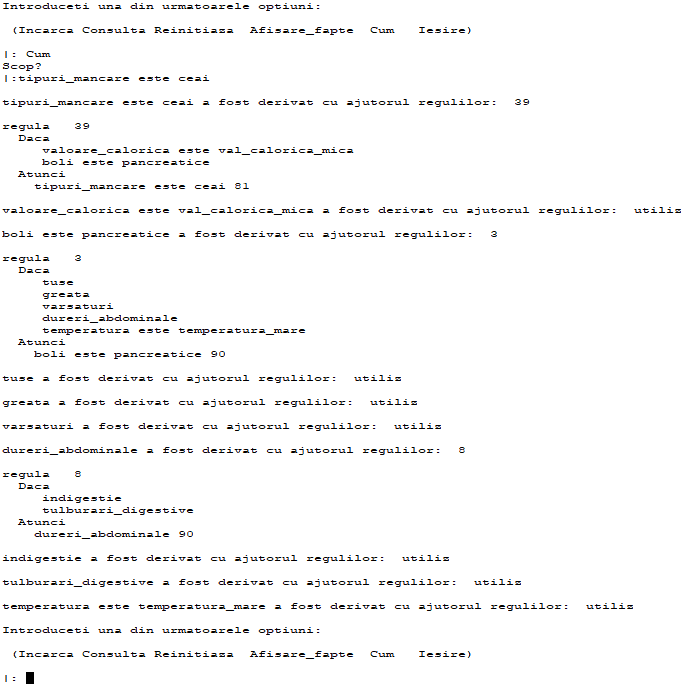 Introduceti una din urmatoarele optiuni:
(Incarca Consulta Reinitiaza Afisare_fapte Cum Iesire)
|: Cum
Scop?
|:tipuri_mancare este ceai
tipuri_mancare este ceai a fost derivat cu ajutorul regulilor: 39
regula 39
Daca
valoare_calorica este val_calorica_mica
boli este pancreatice
Atunci
tipuri_mancare este ceai 81
valoare_calorica este val_calorica_mica a fost derivat cu ajutorul regulilor: utiliz
boli este pancreatice a fost derivat cu ajutorul regulilor: 3
regula 3
Daca
tuse
greata
varsaturi
dureri_abdominale
temperatura este temperatura_mare
Atunci
boli este pancreatice 90
tuse a fost derivat cu ajutorul regulilor: utiliz
greata a fost derivat cu ajutorul regulilor: utiliz
varsaturi a fost derivat cu ajutorul regulilor: utiliz
dureri_abdominale a fost derivat cu ajutorul regulilor: 8
regula 8
Daca
indigestie
tulburari_digestive
Atunci
dureri_abdominale 90
indigestie a fost derivat cu ajutorul regulilor: utiliz
tulburari_digestive a fost derivat cu ajutorul regulilor: utiliz
temperatura este temperatura_mare a fost derivat cu ajutorul regulilor: utiliz
Introduceti una din urmatoarele optiuni:
(Incarca Consulta Reinitiaza Afisare_fapte Cum Iesire)
|: